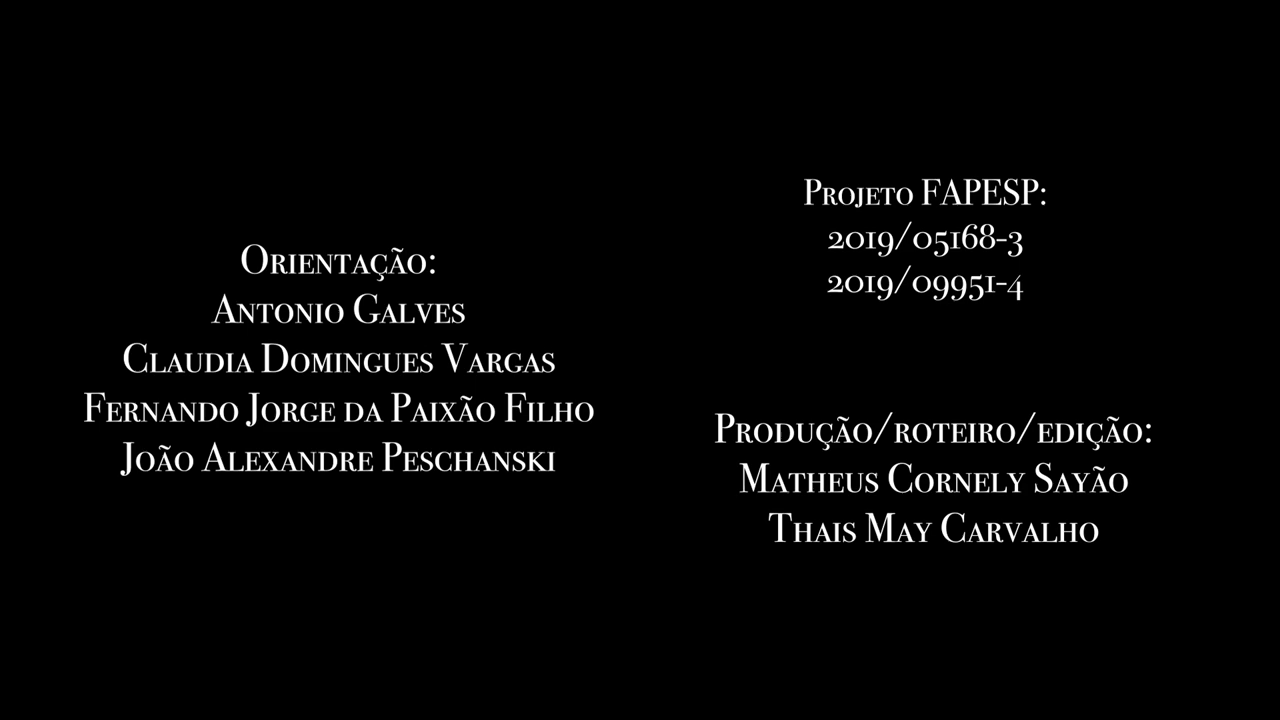 Orientação:
Antonio Galves
Claudia Domingues Vargas
Fernando Jorge da Paixão Filho
João Alexandre Peschanski
Projeto FAPESP:
2019/05168-3
2019/09951-4
Produção/roteiro/edição:
Matheus Cornely Sayão
Thais May Carvalho